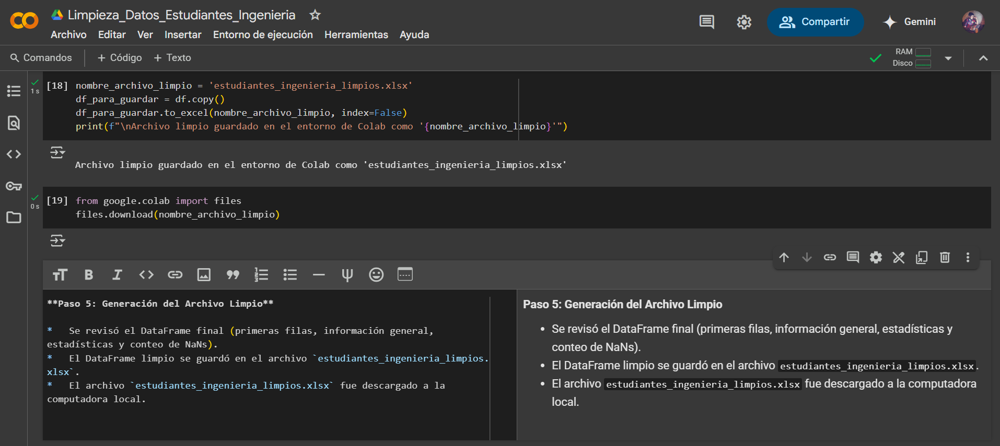 Limpieza_Datos_Estudiantes_Ingenieria
Archivo Editar Ver Insertar Entorno de ejecución Herramientas Ayuda
Compartir
Gemini
Comandos + Código + Texto
RAM
Disco
1 s
[18] nombre_archivo_limpio = 'estudiantes_ingenieria_limpios.xlsx'
df_para_guardar = df.copy()
df_para_guardar.to_excel(nombre_archivo_limpio, index=False)
print(f"\nArchivo limpio guardado en el entorno de Colab como '{nombre_archivo_limpio}'")
Archivo limpio guardado en el entorno de Colab como 'estudiantes_ingenieria_limpios.xlsx'
0 s
[19] from google.colab import files
files.download(nombre_archivo_limpio)
**Paso 5: Generación del Archivo Limpio**
* Se revisó el DataFrame final (primeras filas, información general,
estadísticas y conteo de NaNs).
* El DataFrame limpio se guardó en el archivo `estudiantes_ingenieria_limpios.
xlsx`.
* El archivo `estudiantes_ingenieria_limpios.xlsx` fue descargado a la
computadora local.
Paso 5: Generación del Archivo Limpio
• Se revisó el DataFrame final (primeras filas, información general, estadísticas y
conteo de NaNs).
• El DataFrame limpio se guardó en el archivo estudiantes_ingenieria_limpios.xlsx.
• El archivo estudiantes_ingenieria_limpios.xlsx fue descargado a la computadora
local.